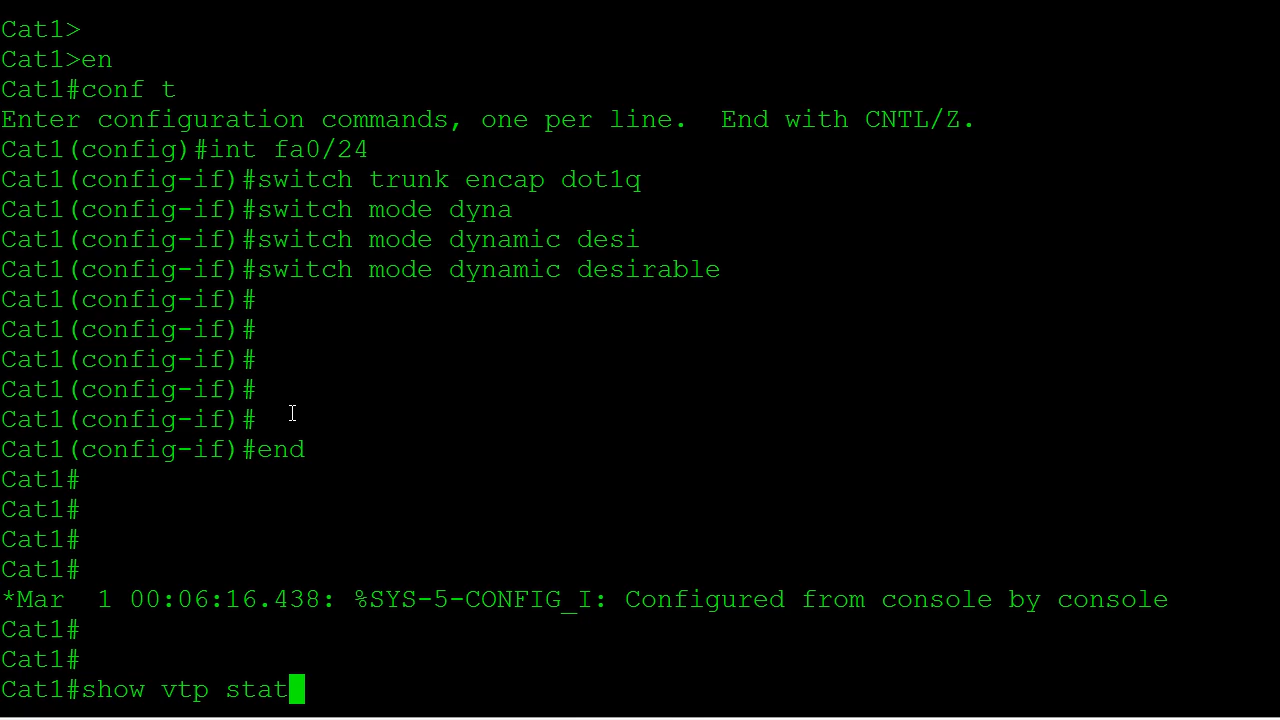 Cat1>
Cat1>en
Cat1#conf t
Enter configuration commands, one per line.  End with CNTL/Z.
Cat1(config)#int fa0/24
Cat1(config-if)#switch trunk encap dot1q
Cat1(config-if)#switch mode dyna
Cat1(config-if)#switch mode dynamic desi
Cat1(config-if)#switch mode dynamic desirable
Cat1(config-if)#
Cat1(config-if)#
Cat1(config-if)#
Cat1(config-if)#
Cat1(config-if)#
Cat1(config-if)#end
Cat1#
Cat1#
Cat1#
Cat1#
*Mar  1 00:06:16.438: %SYS-5-CONFIG_I: Configured from console by console
Cat1#
Cat1#
Cat1#show vtp stat